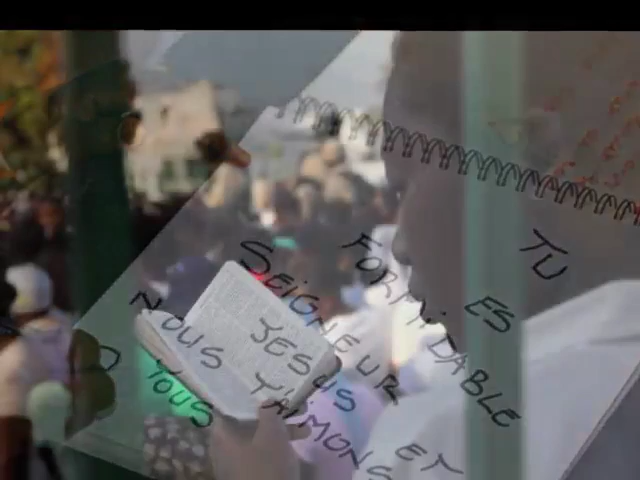 TU
ES
FORMIDABLE
SEIGNEUR
JESUS ET
NOUS T'AIMONS
TOUS